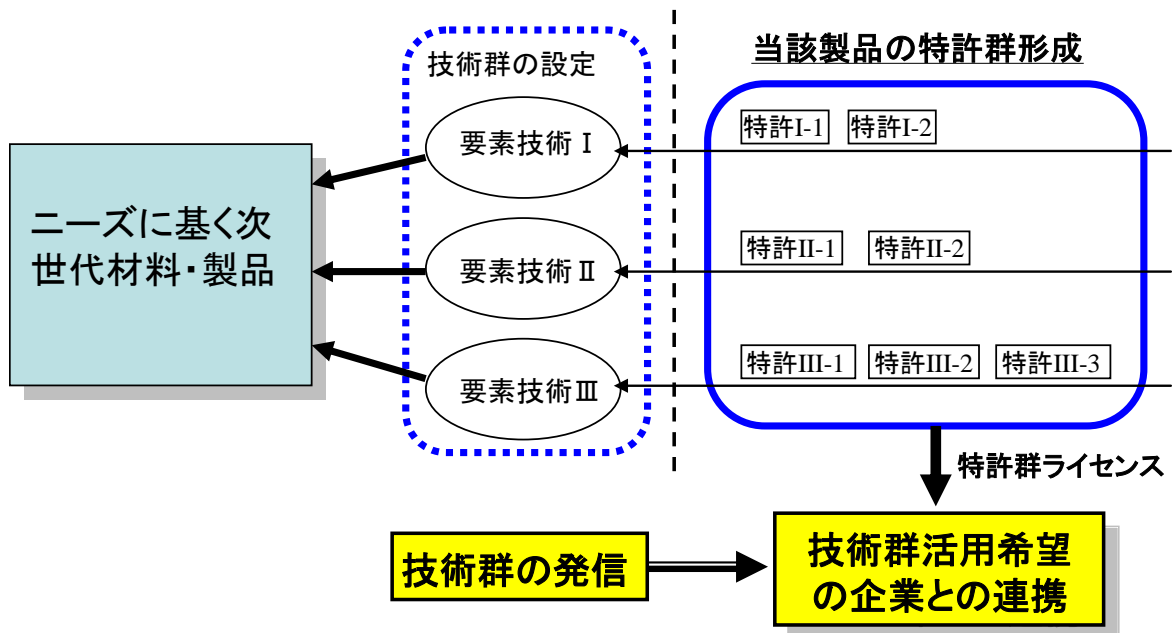 当該製品の特許群形成
技術群の設定
特許I-1
特許I-2
要素技術Ⅰ
ニーズに基く次
世代材料・製品
特許II-1
特許II-2
要素技術Ⅱ
特許III-1
特許III-2
特許III-3
要素技術Ⅲ
特許群ライセンス
技術群の発信
技術群活用希望
の企業との連携